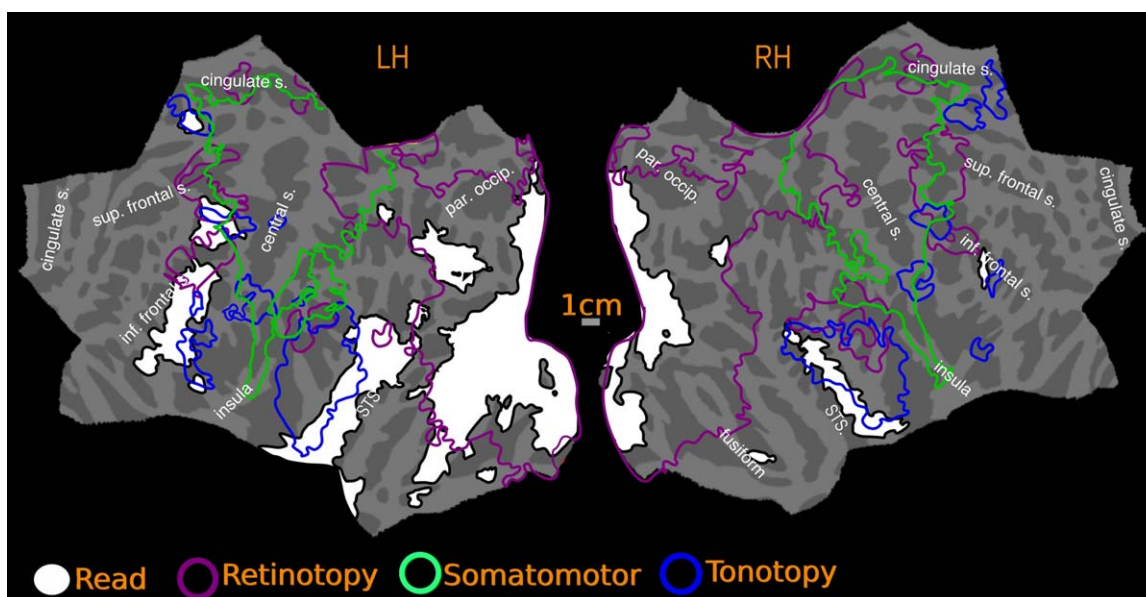 LH
RH
cingulate s.
cingulate s.
cingulate s.
sup. frontal s.
central s.
par. occip.
inf. frontal
insula
STS.
1cm
par. occip.
central s.
sup. frontal s.
cingulate s.
inf. frontal s.
insula
STS.
fusiform
Read
Retinotopy
Somatomotor
Tonotopy